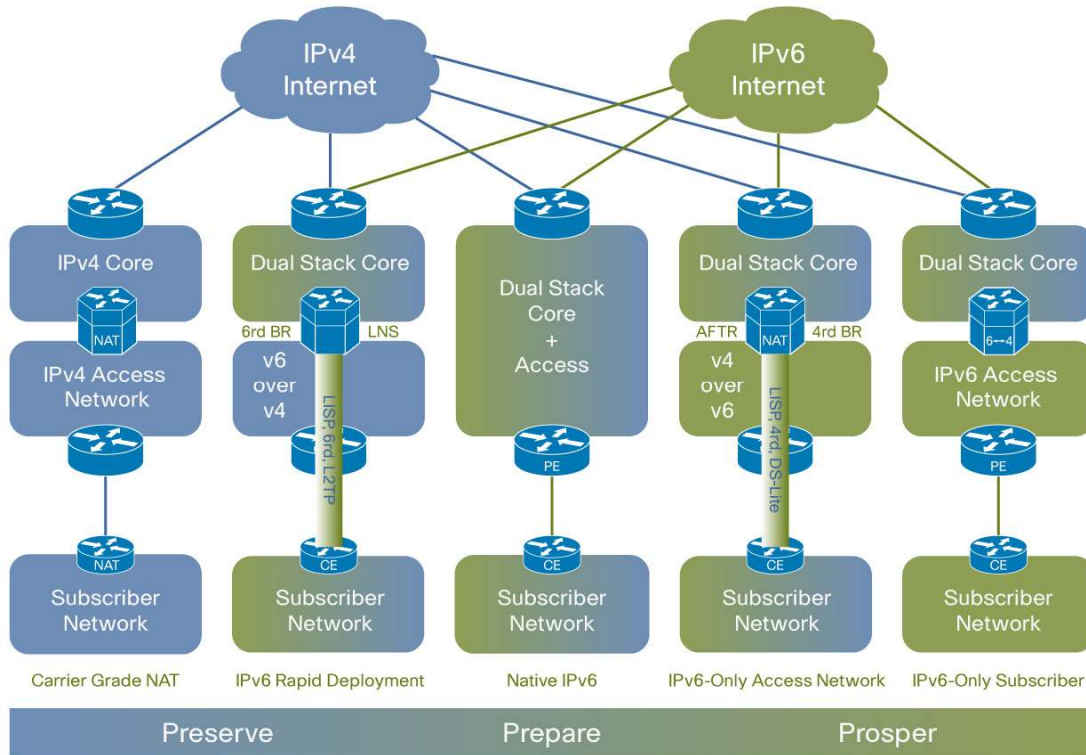 IPv4
Internet
IPv6
Internet
IPv4 Core
NAT
IPv4 Access
Network
NAT
Subscriber
Network
Carrier Grade NAT
Dual Stack Core
6rd BR
LNS
v6
over
v4
LISP, 6rd, L2TP
CE
Subscriber
Network
IPv6 Rapid Deployment
Dual Stack
Core
+
Access
PE
CE
Subscriber
Network
Native IPv6
Dual Stack Core
AFTR
NAT
4rd BR
v4
over
v6
LISP, 4rd, DS-Lite
CE
Subscriber
Network
IPv6-Only Access Network
Dual Stack Core
6↔4
IPv6 Access
Network
PE
CE
Subscriber
Network
IPv6-Only Subscriber
Preserve
Prepare
Prosper